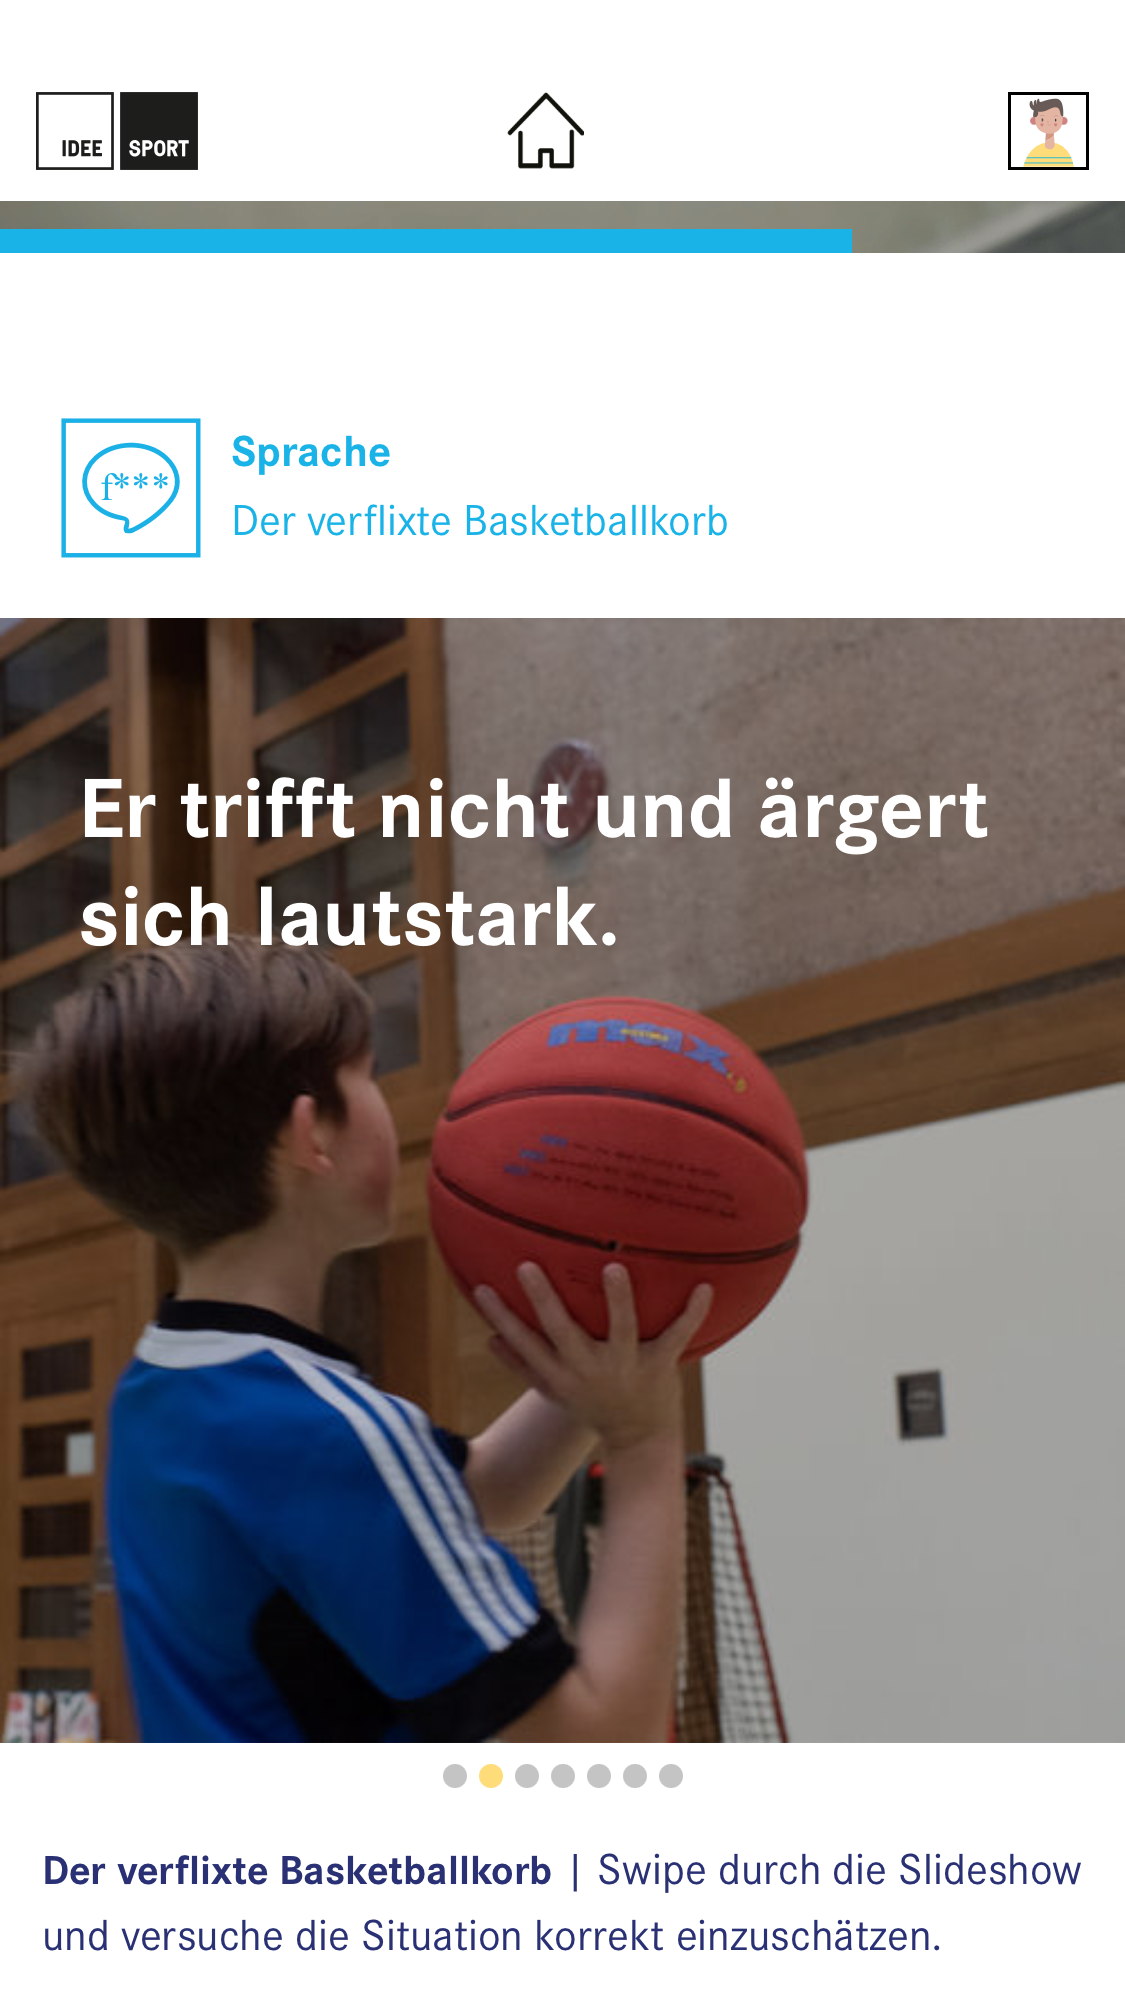 IDEE SPORT
f***
Sprache
Der verflixte Basketballkorb
Er trifft nicht und ärgert
sich lautstark.
max
Der verflixte Basketballkorb | Swipe durch die Slideshow
und versuche die Situation korrekt einzuschätzen.